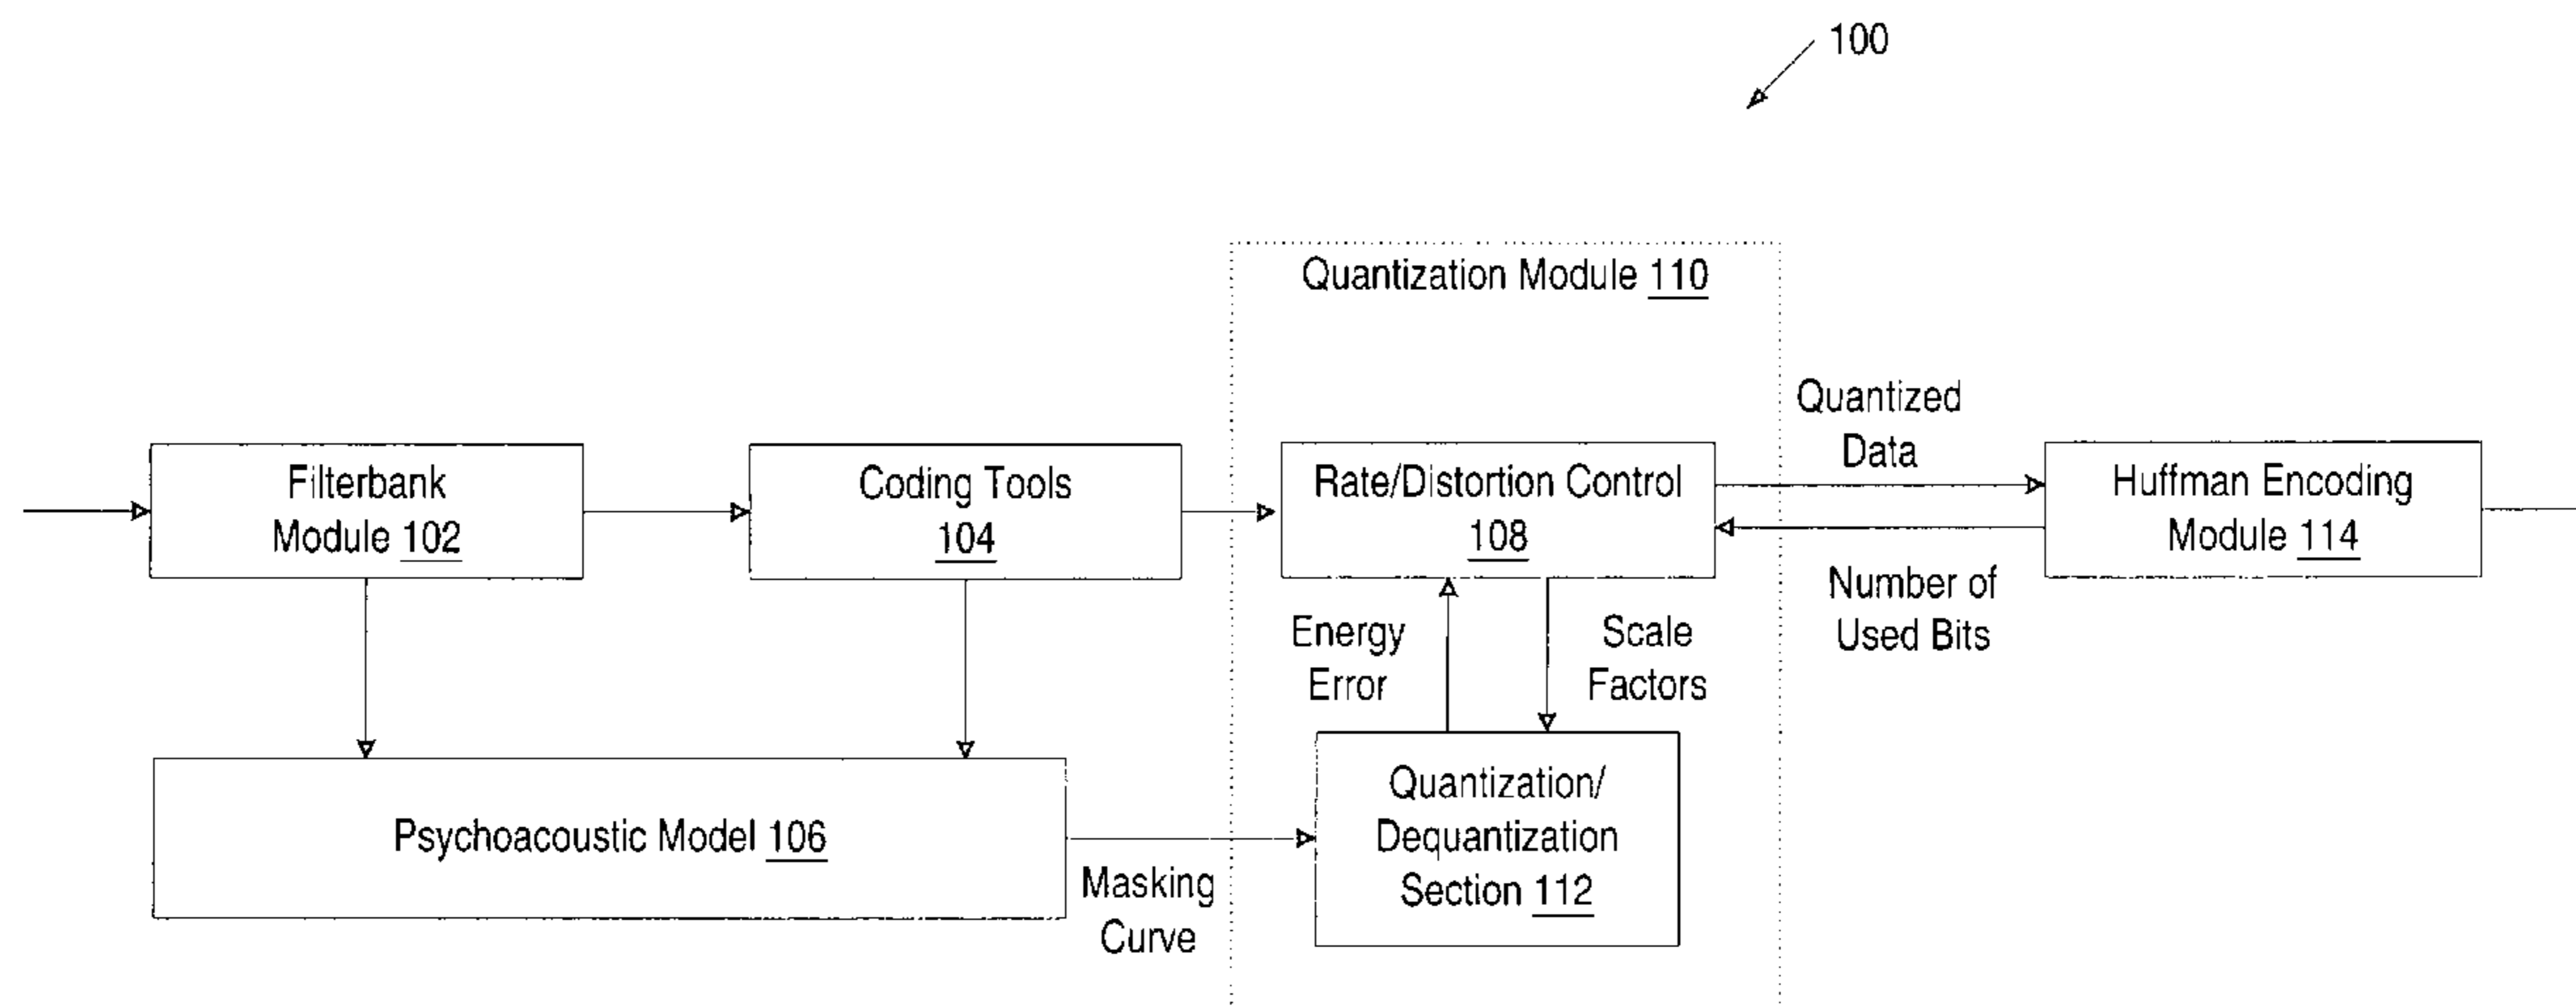 100
Quantization Module 110
Filterbank
Module 102
Coding Tools
104
Rate/Distortion Control
108
Quantized
Data
Huffman Encoding
Module 114
Number of
Used Bits
Energy
Error
Scale
Factors
Psychoacoustic Model 106
Masking
Curve
Quantization/
Dequantization
Section 112